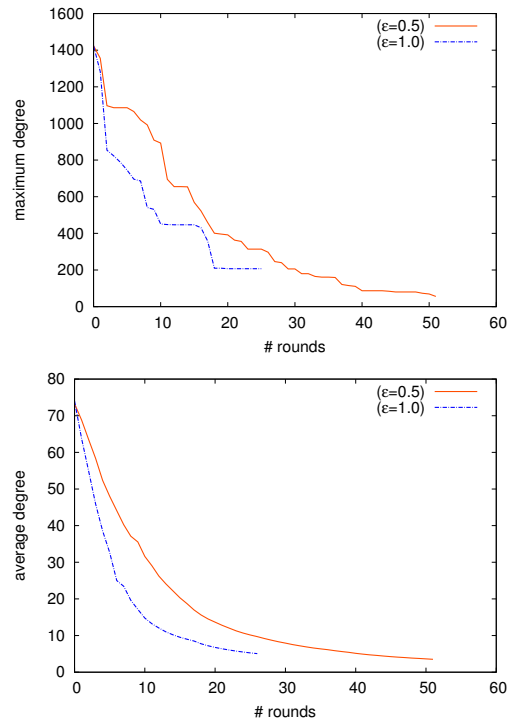 1600
1400
1200
1000
800
600
400
200
0
maximum degree
(ε=0.5)
(ε=1.0)
0 10 20 30 40 50 60
# rounds
80
70
60
50
40
30
20
10
0
average degree
(ε=0.5)
(ε=1.0)
0 10 20 30 40 50 60
# rounds